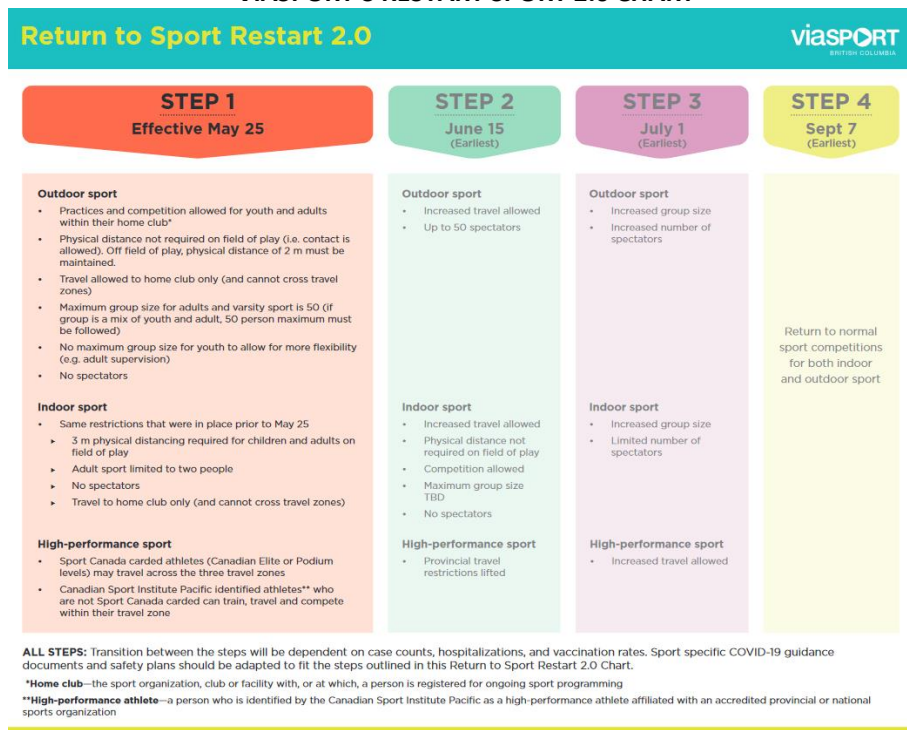 VIASPORT'S RESTART SPORT 2.0 CHART
Return to Sport Restart 2.0
viaSPORT
BRITISH COLUMBIA
STEP 1
Effective May 25
Outdoor sport
• Practices and competition allowed for youth and adults
within their home club*
• Physical distance not required on field of play (i.e. contact is
allowed). Off field of play, physical distance of 2 m must be
maintained.
• Travel allowed to home club only (and cannot cross travel
zones)
• Maximum group size for adults and varsity sport is 50 (if
group is a mix of youth and adult, 50 person maximum must
be followed)
• No maximum group size for youth to allow for more flexibility
(e.g. adult supervision)
• No spectators
Indoor sport
• Same restrictions that were in place prior to May 25
▸ 3 m physical distancing required for children and adults on
field of play
▸ Adult sport limited to two people
▸ No spectators
▸ Travel to home club only (and cannot cross travel zones)
High-performance sport
• Sport Canada carded athletes (Canadian Elite or Podium
levels) may travel across the three travel zones
• Canadian Sport Institute Pacific identified athletes** who
are not Sport Canada carded can train, travel and compete
within their travel zone
STEP 2
June 15
(Earliest)
Outdoor sport
• Increased travel allowed
• Up to 50 spectators
Indoor sport
• Increased travel allowed
• Physical distance not
required on field of play
• Competition allowed
• Maximum group size
TBD
• No spectators
High-performance sport
• Provincial travel
restrictions lifted
STEP 3
July 1
(Earliest)
Outdoor sport
• Increased group size
• Increased number of
spectators
Indoor sport
• Increased group size
• Limited number of
spectators
High-performance sport
• Increased travel allowed
STEP 4
Sept 7
(Earliest)
Return to normal
sport competitions
for both indoor
and outdoor sport
ALL STEPS: Transition between the steps will be dependent on case counts, hospitalizations, and vaccination rates. Sport specific COVID-19 guidance
documents and safety plans should be adapted to fit the steps outlined in this Return to Sport Restart 2.0 Chart.
*Home club—the sport organization, club or facility with, or at which, a person is registered for ongoing sport programming
**High-performance athlete—a person who is identified by the Canadian Sport Institute Pacific as a high-performance athlete affiliated with an accredited provincial or national
sports organization